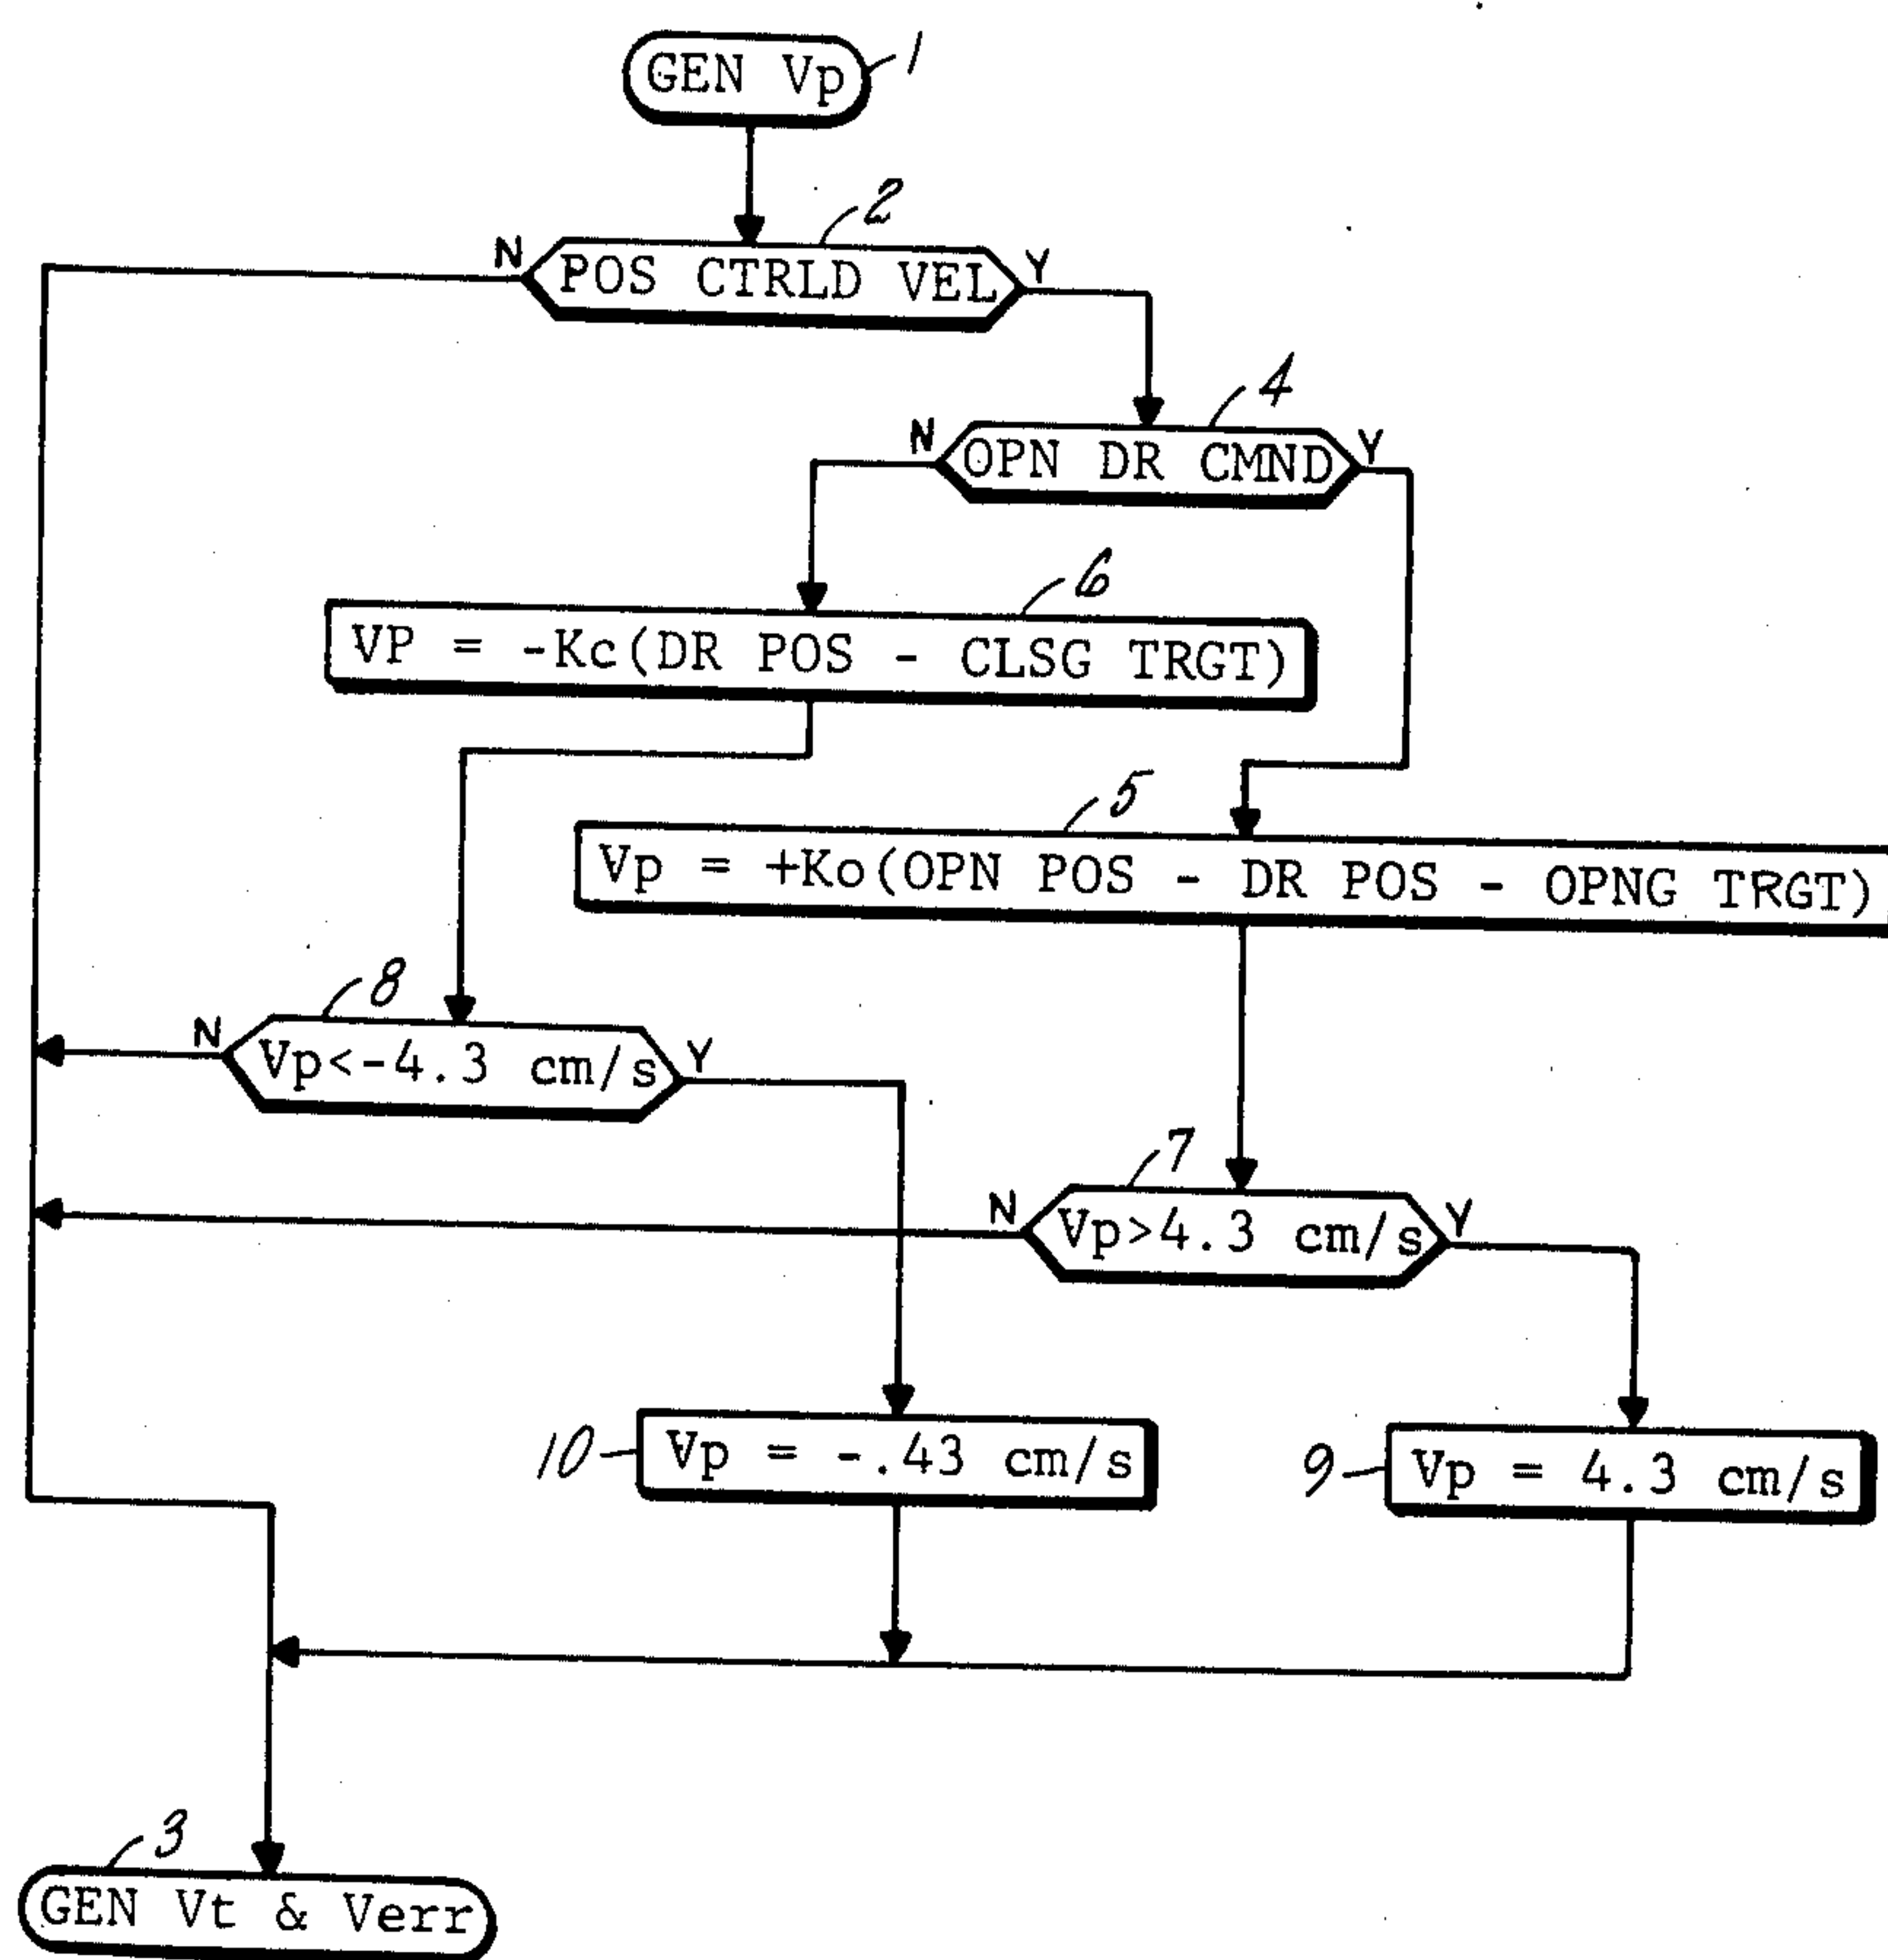 GEN Vp
1
2
N
POS CTRLD VEL
Y
4
N
OPN DR CMND
Y
6
VP = -Kc(DR POS - CLSG TRGT)
5
Vp = +Ko(OPN POS - DR POS - OPNG TRGT)
8
N
Vp<-4.3 cm/s
Y
7
N
Vp>4.3 cm/s
Y
10
Vp = -.43 cm/s
9
Vp = 4.3 cm/s
3
GEN Vt & Verr